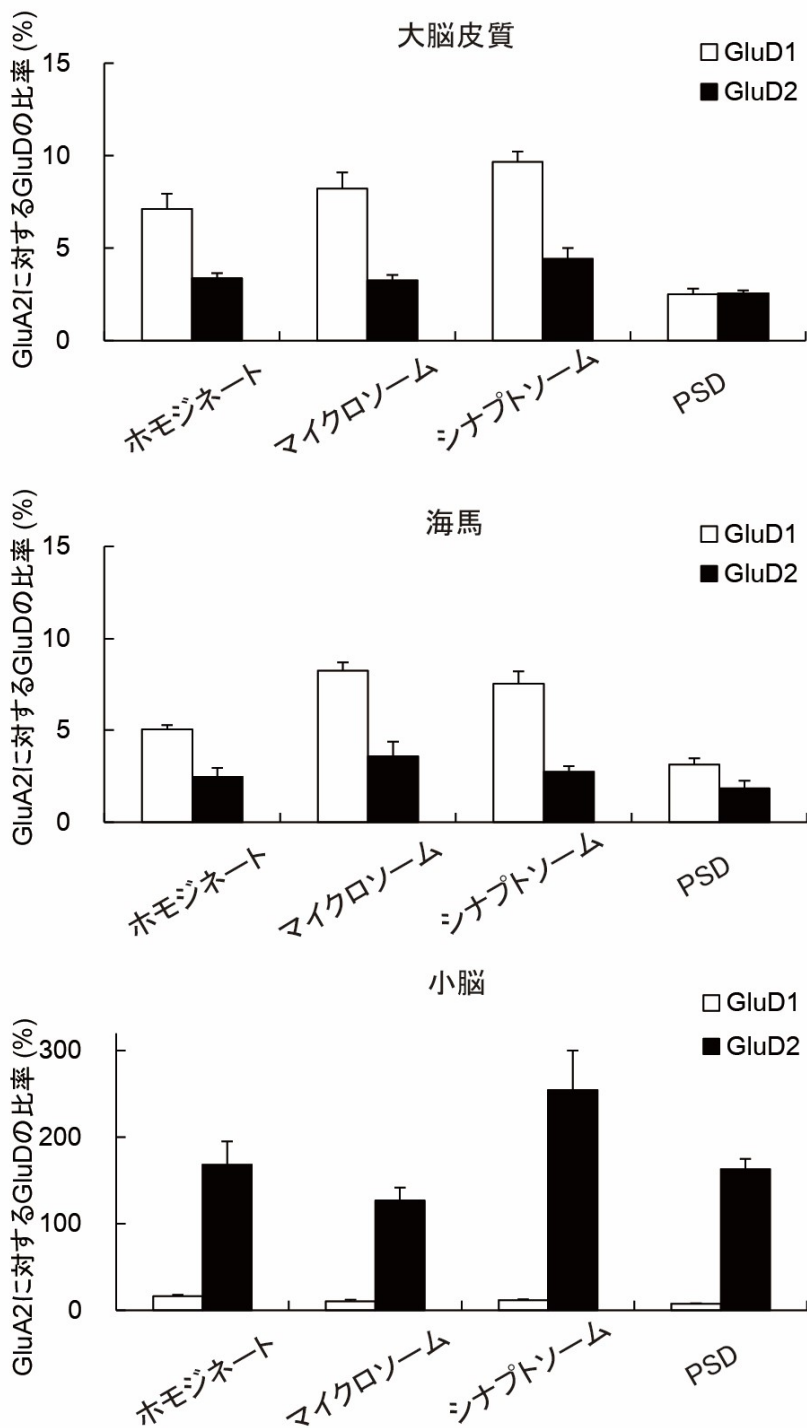 大脳皮質
GluD1
GluD2
GluA2に対するGluDの比率 (%)
15
10
5
0
ホモジネート
マイクロソーム
シナプトソーム
PSD
海馬
GluD1
GluD2
GluA2に対するGluDの比率 (%)
15
10
5
0
ホモジネート
マイクロソーム
シナプトソーム
PSD
小脳
GluD1
GluD2
GluA2に対するGluDの比率 (%)
300
200
100
0
ホモジネート
マイクロソーム
シナプトソーム
PSD